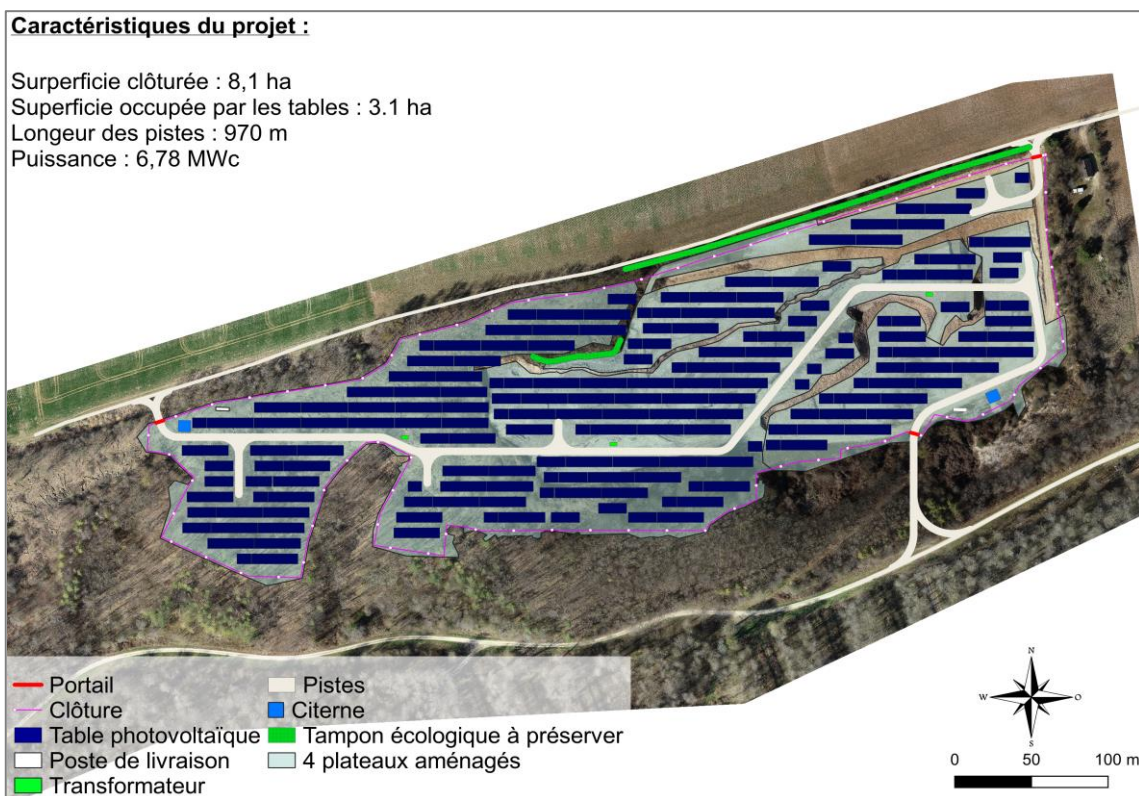 Caractéristiques du projet :
Surperficie clôturée : 8,1 ha
Superficie occupée par les tables : 3.1 ha
Longeur des pistes : 970 m
Puissance : 6,78 MWc
Portail
Pistes
Clôture
Citerne
Table photovoltaïque
Tampon écologique à préserver
Poste de livraison
4 plateaux aménagés
Transformateur
N
W
O
S
0 50 100 m